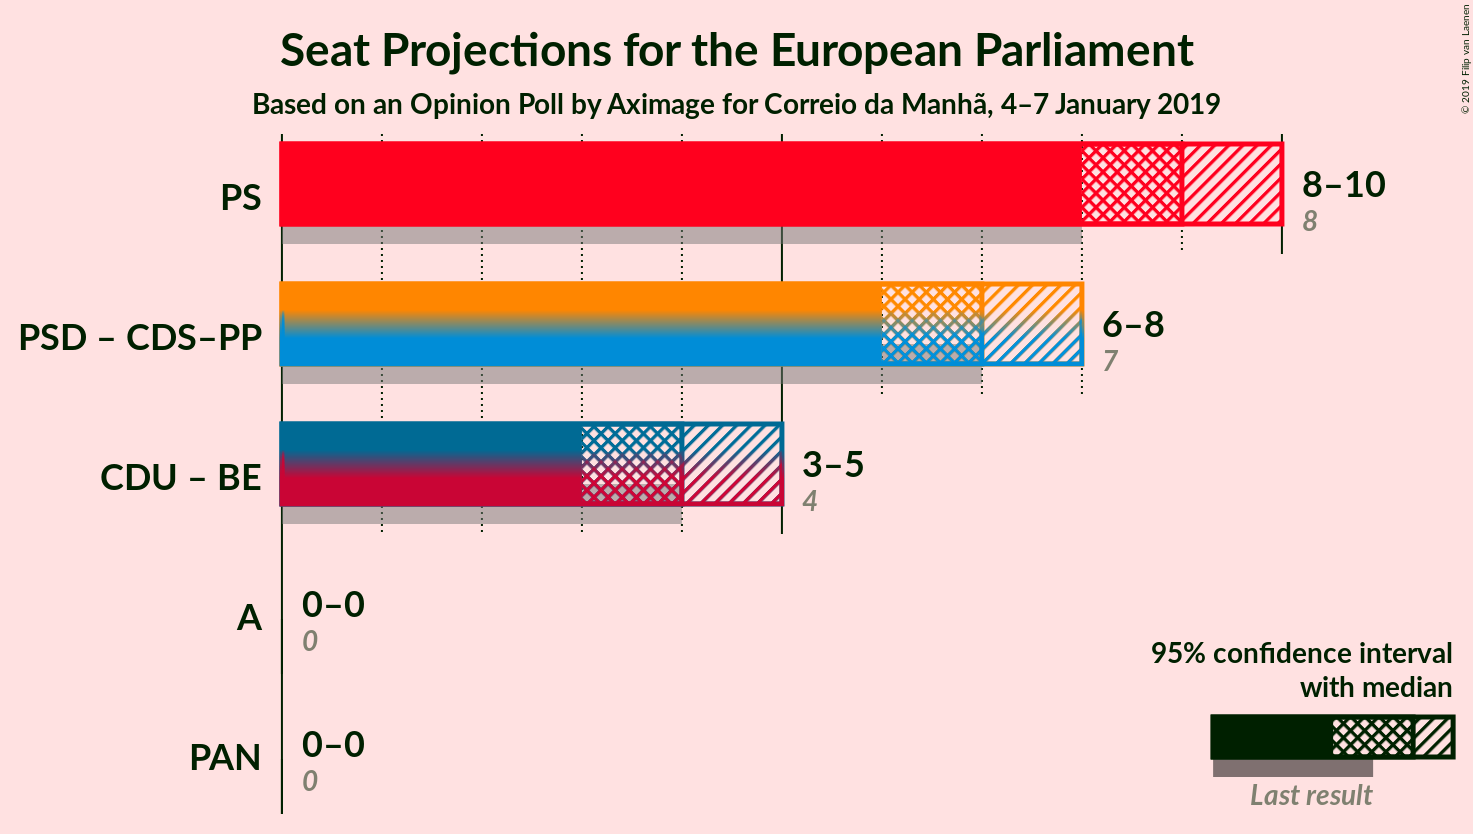 Seat Projections for the European Parliament
Based on an Opinion Poll by Aximage for Correio da Manhã, 4–7 January 2019
© 2019 Filip van Laenen
PS
8–10
8
PSD – CDS–PP
6–8
7
CDU – BE
3–5
4
A
0–0
0
PAN
0–0
0
95% confidence interval
with median
Last result